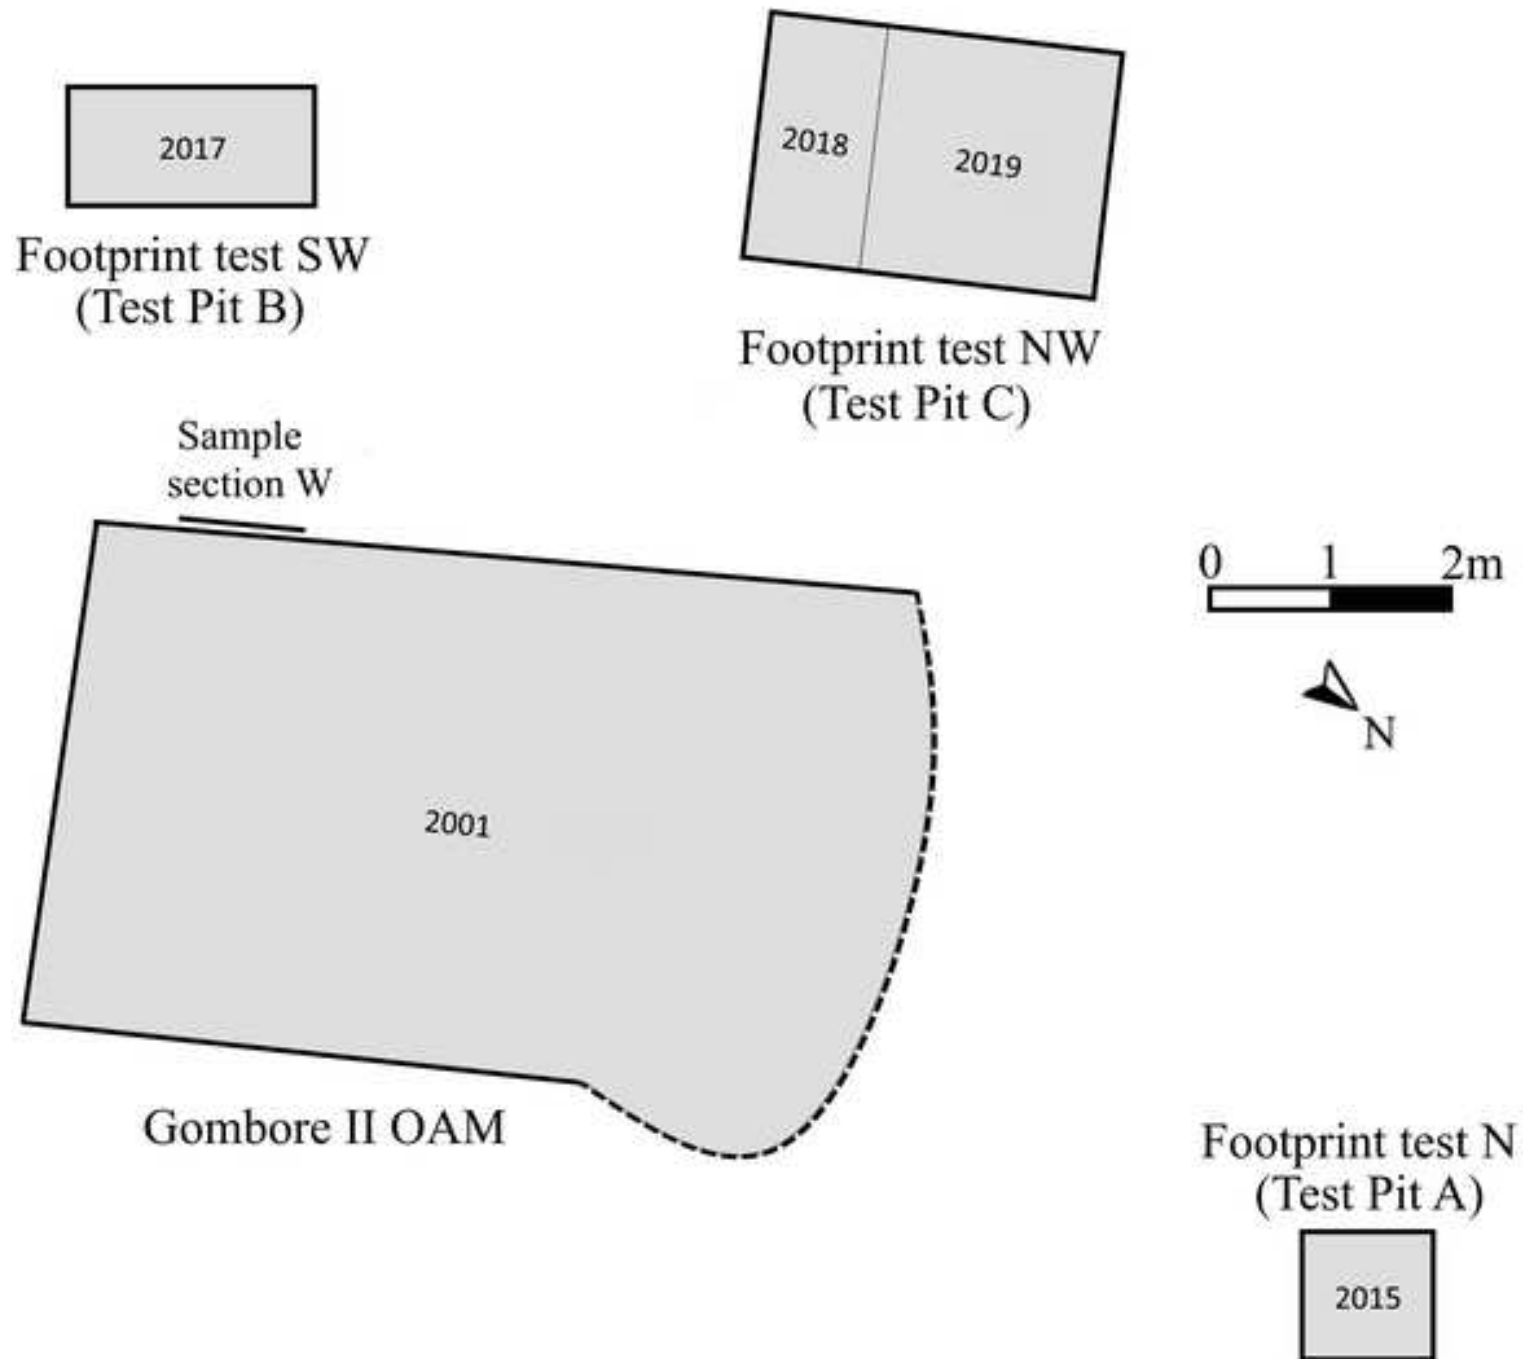 2017
Footprint test SW
(Test Pit B)
2018
2019
Footprint test NW
(Test Pit C)
Sample
section W
0 1 2m
N
2001
Gombore II OAM
Footprint test N
(Test Pit A)
2015